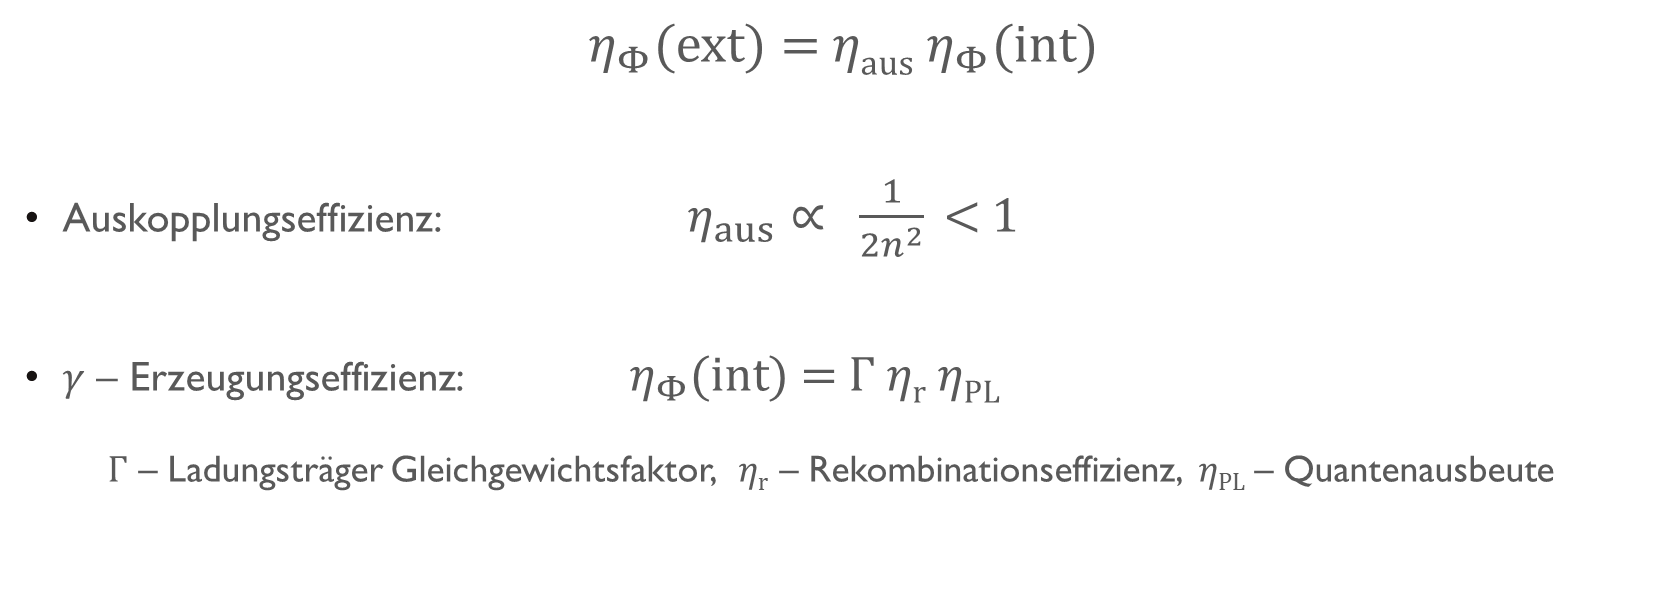 η_Φ(ext) = η_aus η_Φ(int)
• Auskopplungseffizienz: η_aus ∝ 1/(2n²) < 1
• γ – Erzeugungseffizienz: η_Φ(int) = Γ η_r η_PL
Γ – Ladungsträger Gleichgewichtsfaktor, η_r – Rekombinationseffizienz, η_PL – Quantenausbeute